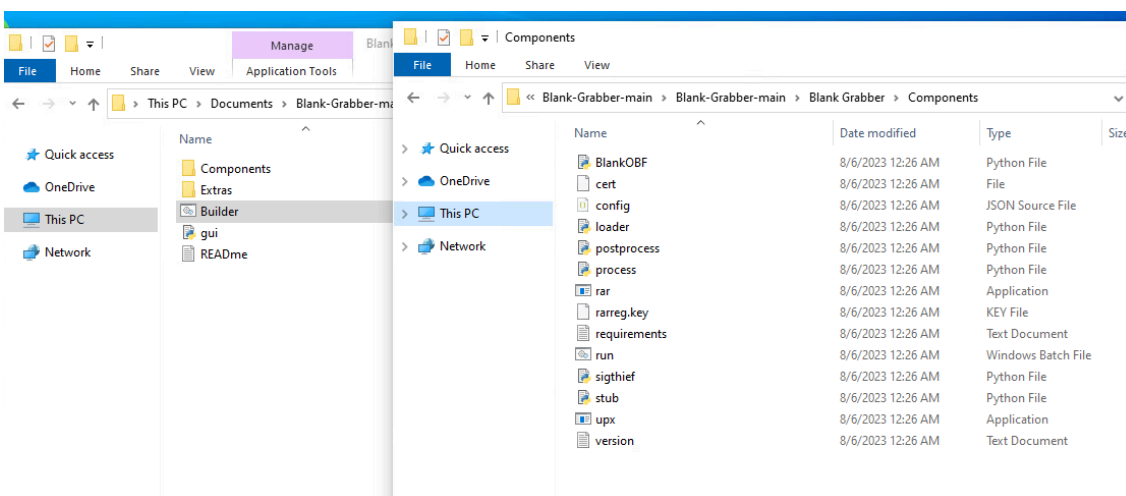 Manage
Blank
File Home Share View Application Tools
This PC > Documents > Blank-Grabber-ma
Quick access
OneDrive
This PC
Network
Name
Components
Extras
Builder
gui
READme
Components
File Home Share View
« Blank-Grabber-main > Blank-Grabber-main > Blank Grabber > Components
Quick access
OneDrive
This PC
Network
Name Date modified Type Size
BlankOBF 8/6/2023 12:26 AM Python File
cert 8/6/2023 12:26 AM File
config 8/6/2023 12:26 AM JSON Source File
loader 8/6/2023 12:26 AM Python File
postprocess 8/6/2023 12:26 AM Python File
process 8/6/2023 12:26 AM Python File
rar 8/6/2023 12:26 AM Application
rarreg.key 8/6/2023 12:26 AM KEY File
requirements 8/6/2023 12:26 AM Text Document
run 8/6/2023 12:26 AM Windows Batch File
sigthief 8/6/2023 12:26 AM Python File
stub 8/6/2023 12:26 AM Python File
upx 8/6/2023 12:26 AM Application
version 8/6/2023 12:26 AM Text Document